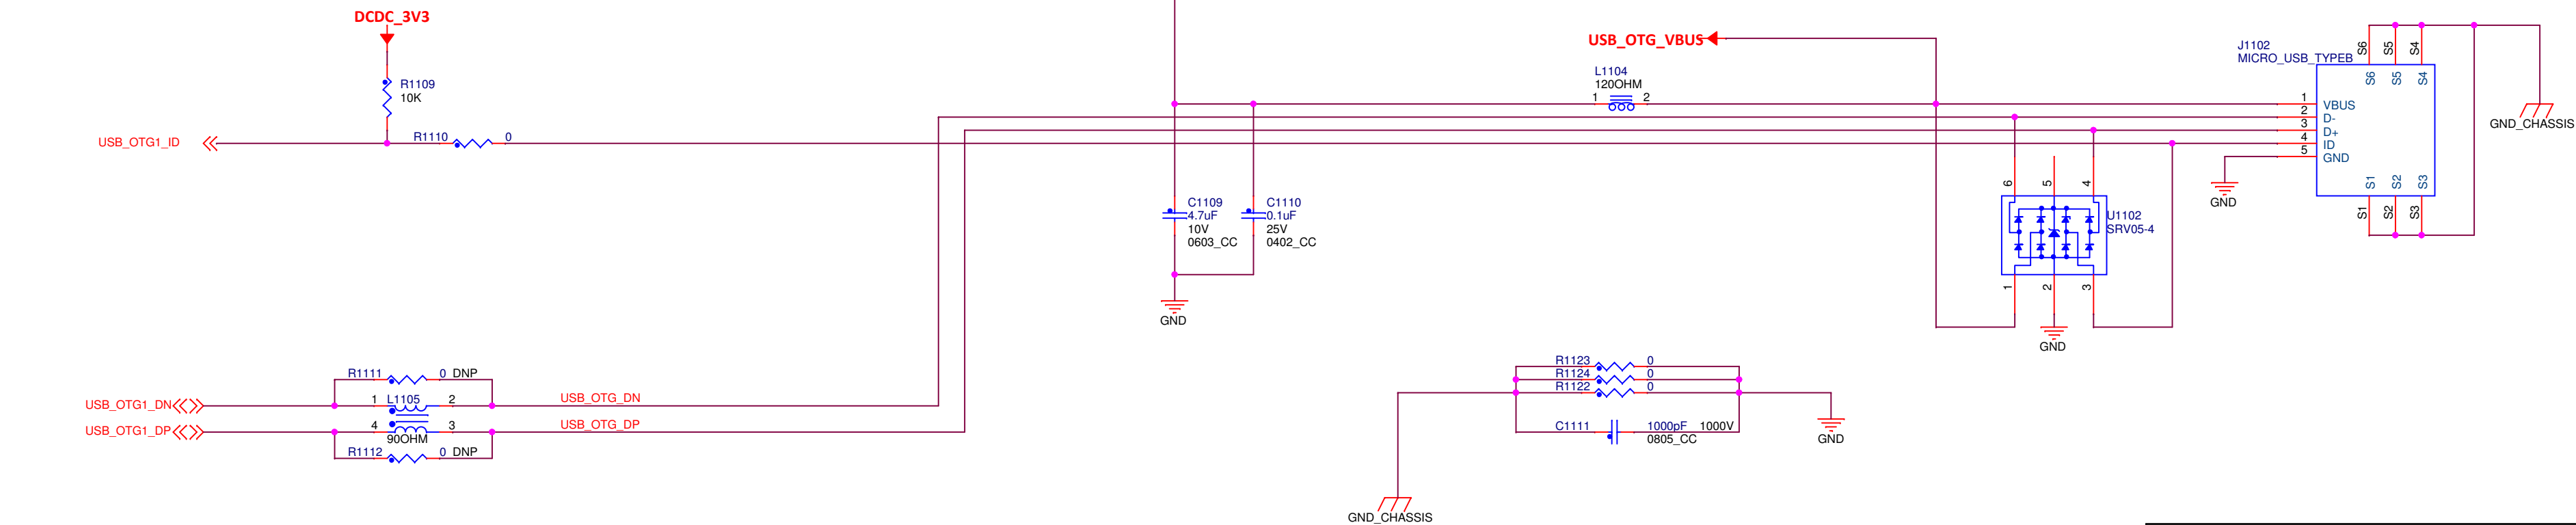 DCDC_3V3
R1109
10K
USB_OTG1_ID
R1110
0
USB_OTG_VBUS
L1104
120OHM
1
2
J1102
MICRO_USB_TYPEB
S6
S5
S4
S6
S5
S4
1
VBUS
2
D-
3
D+
4
ID
5
GND
S1
S2
S3
S1
S2
S3
GND_CHASSIS
GND
C1109
4.7uF
10V
0603_CC
C1110
0.1uF
25V
0402_CC
GND
6
5
4
U1102
SRV05-4
1
2
3
GND
R1111
0
DNP
USB_OTG1_DN
1
L1105
2
USB_OTG_DN
USB_OTG1_DP
4
3
USB_OTG_DP
90OHM
R1112
0
DNP
R1123
0
R1124
0
R1122
0
C1111
1000pF
1000V
0805_CC
GND
GND_CHASSIS